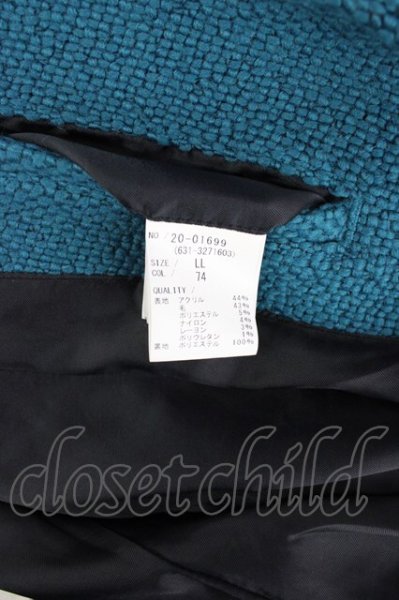 NO / 20-01699
(631-3271603)
SIZE / LL
COL. / 74
QUALITY /
表地 アクリル 44%
毛 43%
ポリエステル 5%
ナイロン 4%
レーヨン 3%
ポリウレタン 1%
裏地 ポリエステル 100%
closetchild